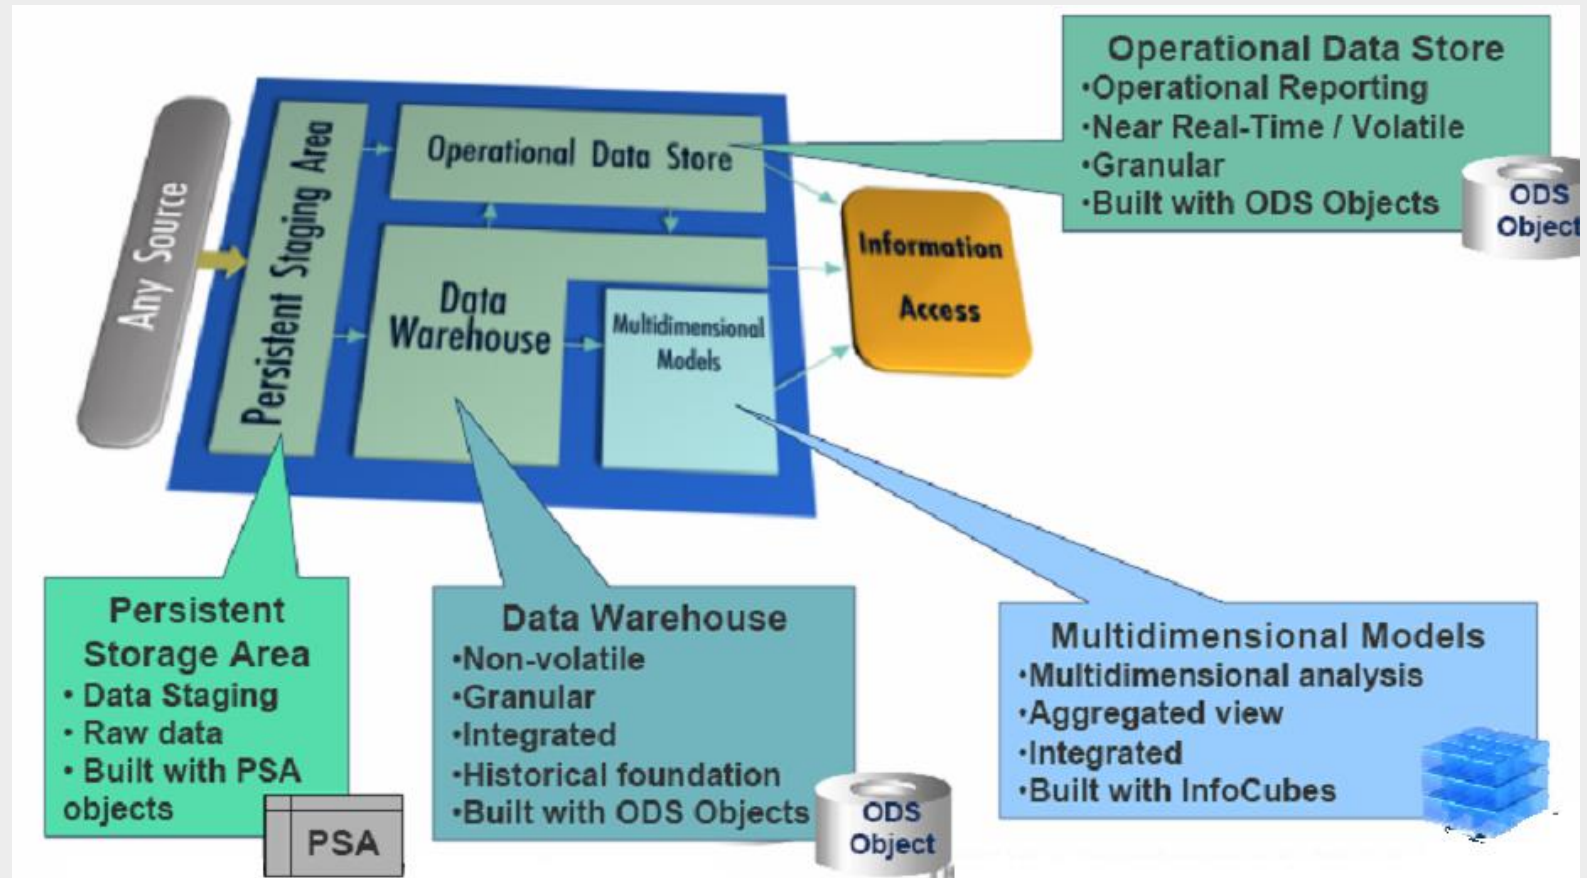 Operational Data Store
•Operational Reporting
•Near Real-Time / Volatile
•Granular
•Built with ODS Objects
ODS
Object
Any Source
Persistent Staging Area
Operational Data Store
Data
Warehouse
Multidimensional
Models
Information
Access
Persistent
Storage Area
• Data Staging
• Raw data
• Built with PSA
objects
PSA
Data Warehouse
•Non-volatile
•Granular
•Integrated
•Historical foundation
•Built with ODS Objects
ODS
Object
Multidimensional Models
•Multidimensional analysis
•Aggregated view
•Integrated
•Built with InfoCubes